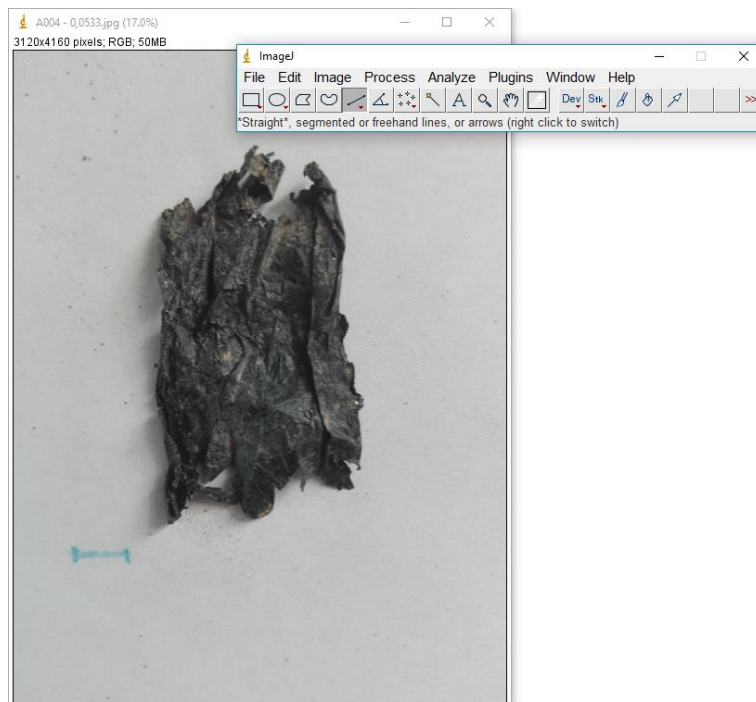 A004 - 0,0533.jpg (17.0%)
3120x4160 pixels; RGB; 50MB
ImageJ
File Edit Image Process Analyze Plugins Window Help
A Dev Stk >>
*Straight*, segmented or freehand lines, or arrows (right click to switch)